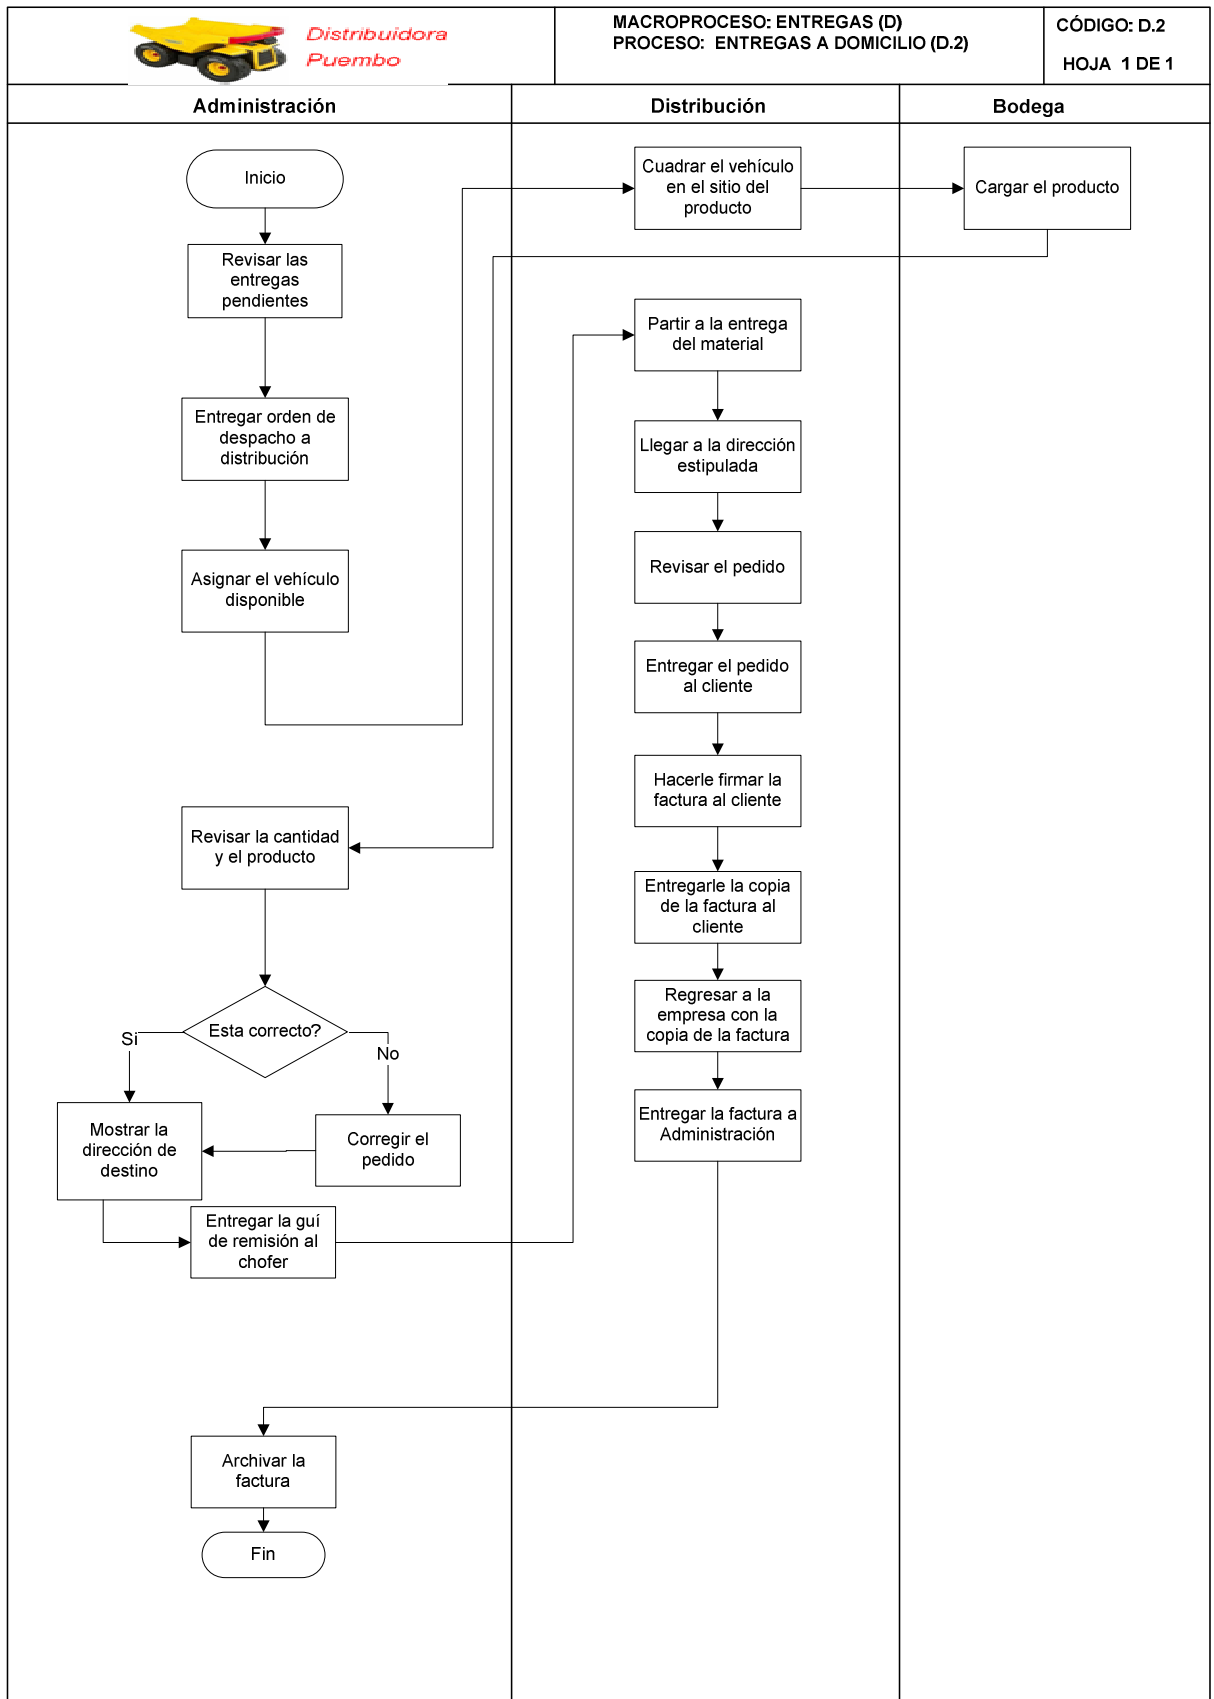 Distribuidora
Puembo
MACROPROCESO: ENTREGAS (D)
PROCESO: ENTREGAS A DOMICILIO (D.2)
CÓDIGO: D.2
HOJA 1 DE 1
Administración
Distribución
Bodega
Inicio
Revisar las
entregas
pendientes
Entregar orden de
despacho a
distribución
Asignar el vehículo
disponible
Cuadrar el vehículo
en el sitio del
producto
Cargar el producto
Revisar la cantidad
y el producto
Esta correcto?
Si
No
Mostrar la
dirección de
destino
Corregir el
pedido
Entregar la guí
de remisión al
chofer
Partir a la entrega
del material
Llegar a la dirección
estipulada
Revisar el pedido
Entregar el pedido
al cliente
Hacerle firmar la
factura al cliente
Entregarle la copia
de la factura al
cliente
Regresar a la
empresa con la
copia de la factura
Entregar la factura a
Administración
Archivar la
factura
Fin